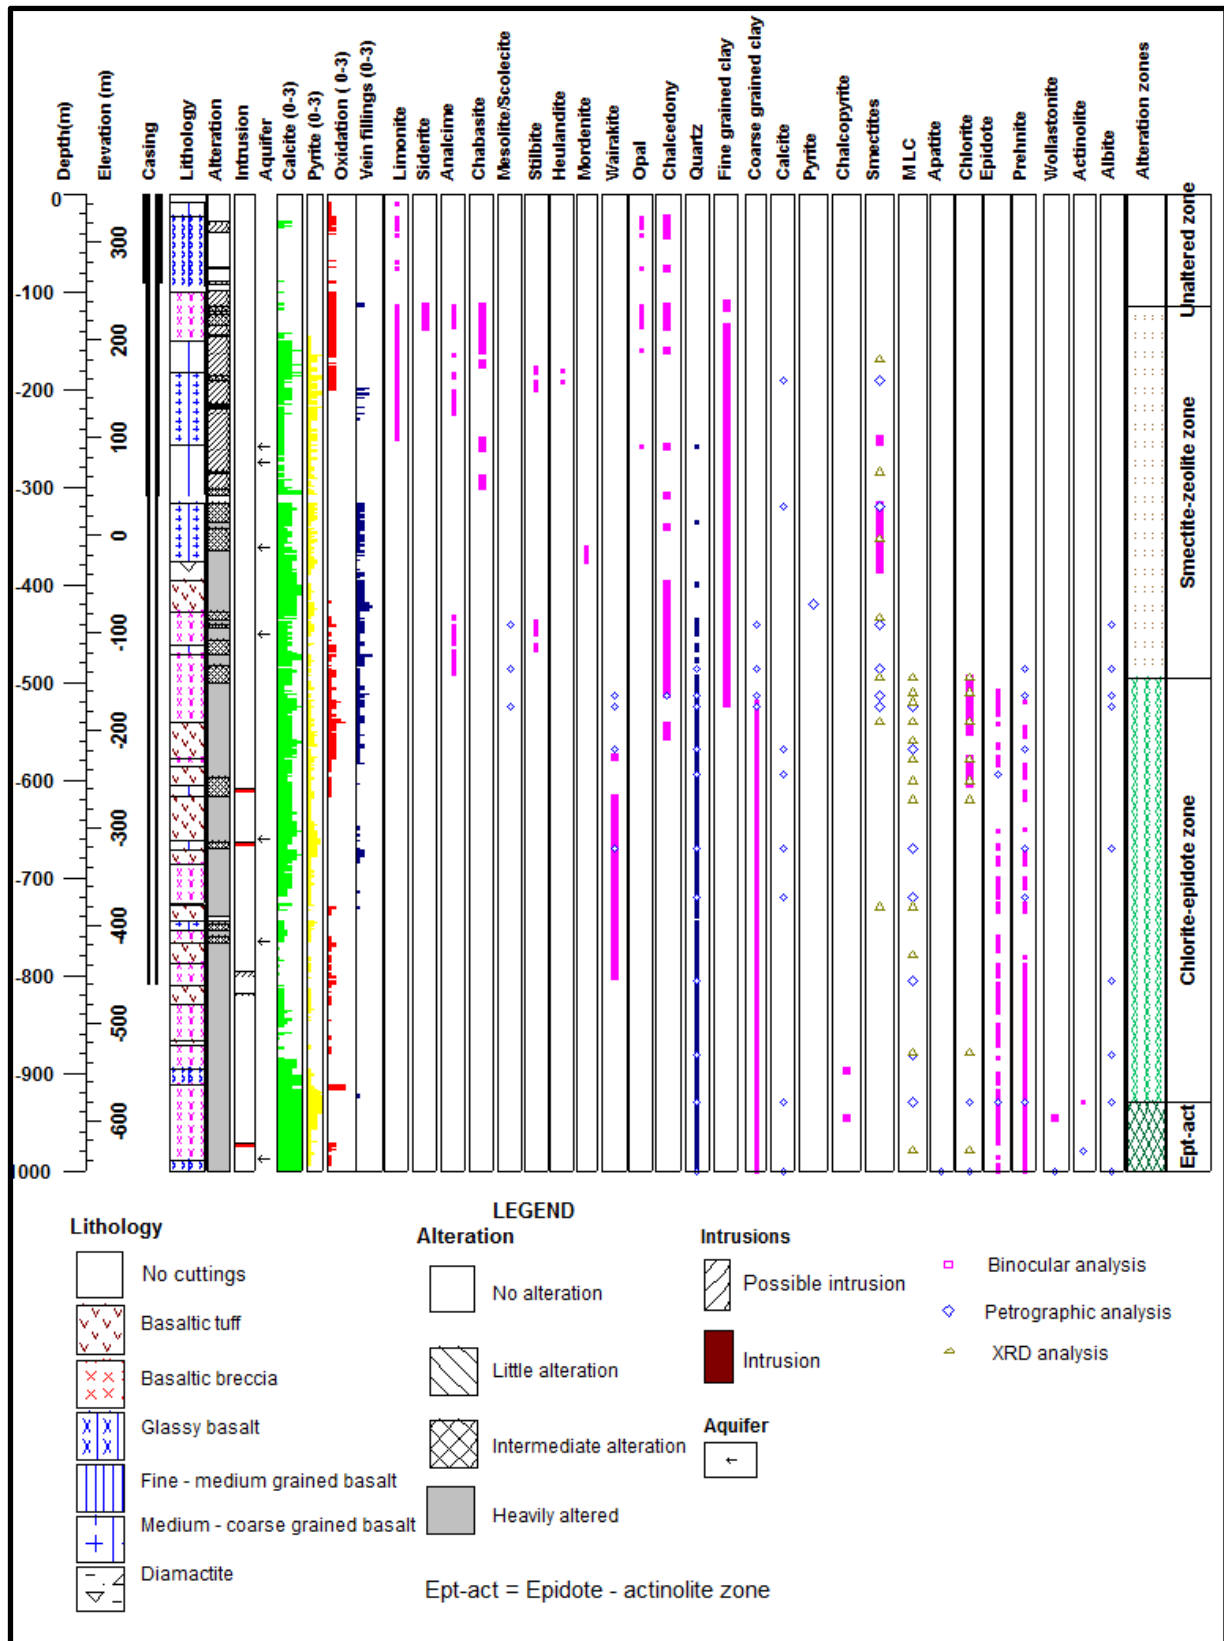 Depth(m)
Elevation (m)
Casing
Lithology
Alteration
Intrusion
Aquifer
Calcite (0-3)
Pyrite (0-3)
Oxidation ( 0-3)
Vein fillings (0-3)
Limonite
Siderite
Analcime
Chabasite
Mesolite/Scolecite
Stilbite
Heulandite
Mordenite
Wairakite
Opal
Chalcedony
Quartz
Fine grained clay
Coarse grained clay
Calcite
Pyrite
Chalcopyrite
Smectites
MLC
Apatite
Chlorite
Epidote
Prehnite
Wollastonite
Actinolite
Albite
Alteration zones
0
-100
-200
-300
-400
-500
-600
-700
-800
-900
1000
300
200
100
0
-100
-200
-300
-400
-500
-600
Unaltered zone
Smectite-zeolite zone
Chlorite-epidote zone
Ept-act
LEGEND
Lithology
No cuttings
Basaltic tuff
Basaltic breccia
Glassy basalt
Fine - medium grained basalt
Medium - coarse grained basalt
Diamactite
Alteration
No alteration
Little alteration
Intermediate alteration
Heavily altered
Intrusions
Possible intrusion
Intrusion
Aquifer
Binocular analysis
Petrographic analysis
XRD analysis
Ept-act = Epidote - actinolite zone